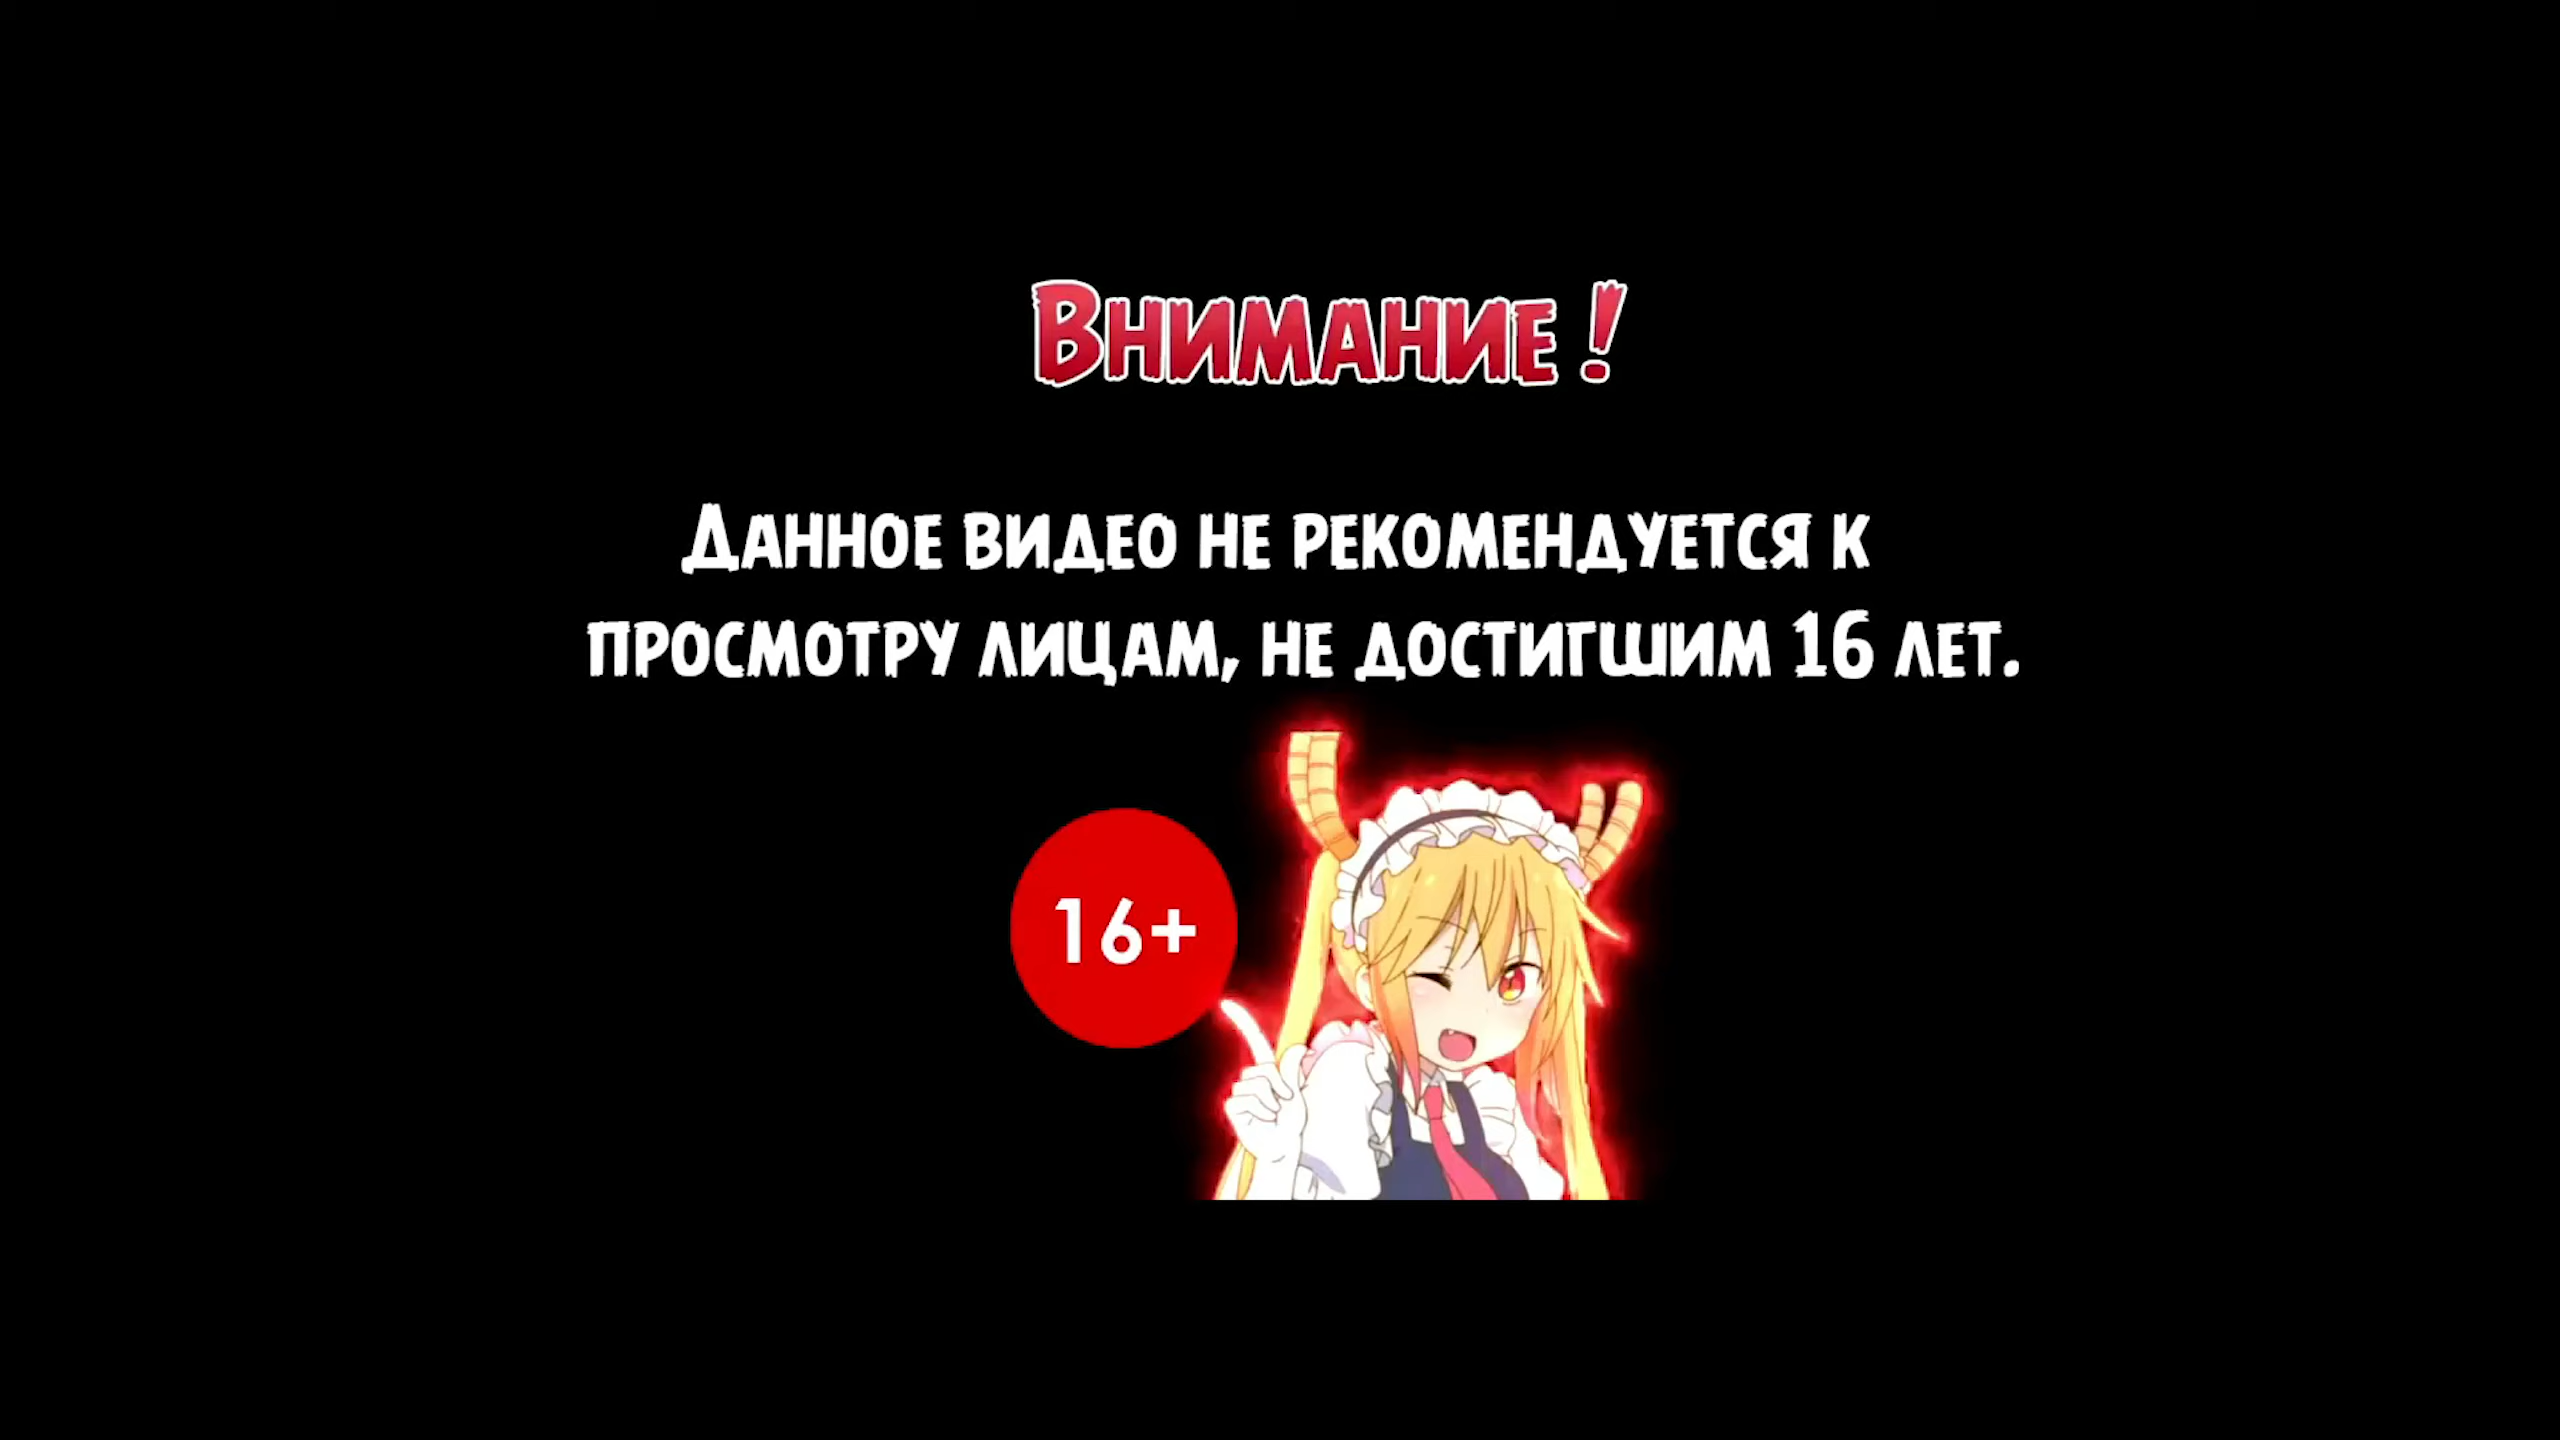 Внимание !
Данное видео не рекомендуется к
просмотру лицам, не достигшим 16 лет.
16+